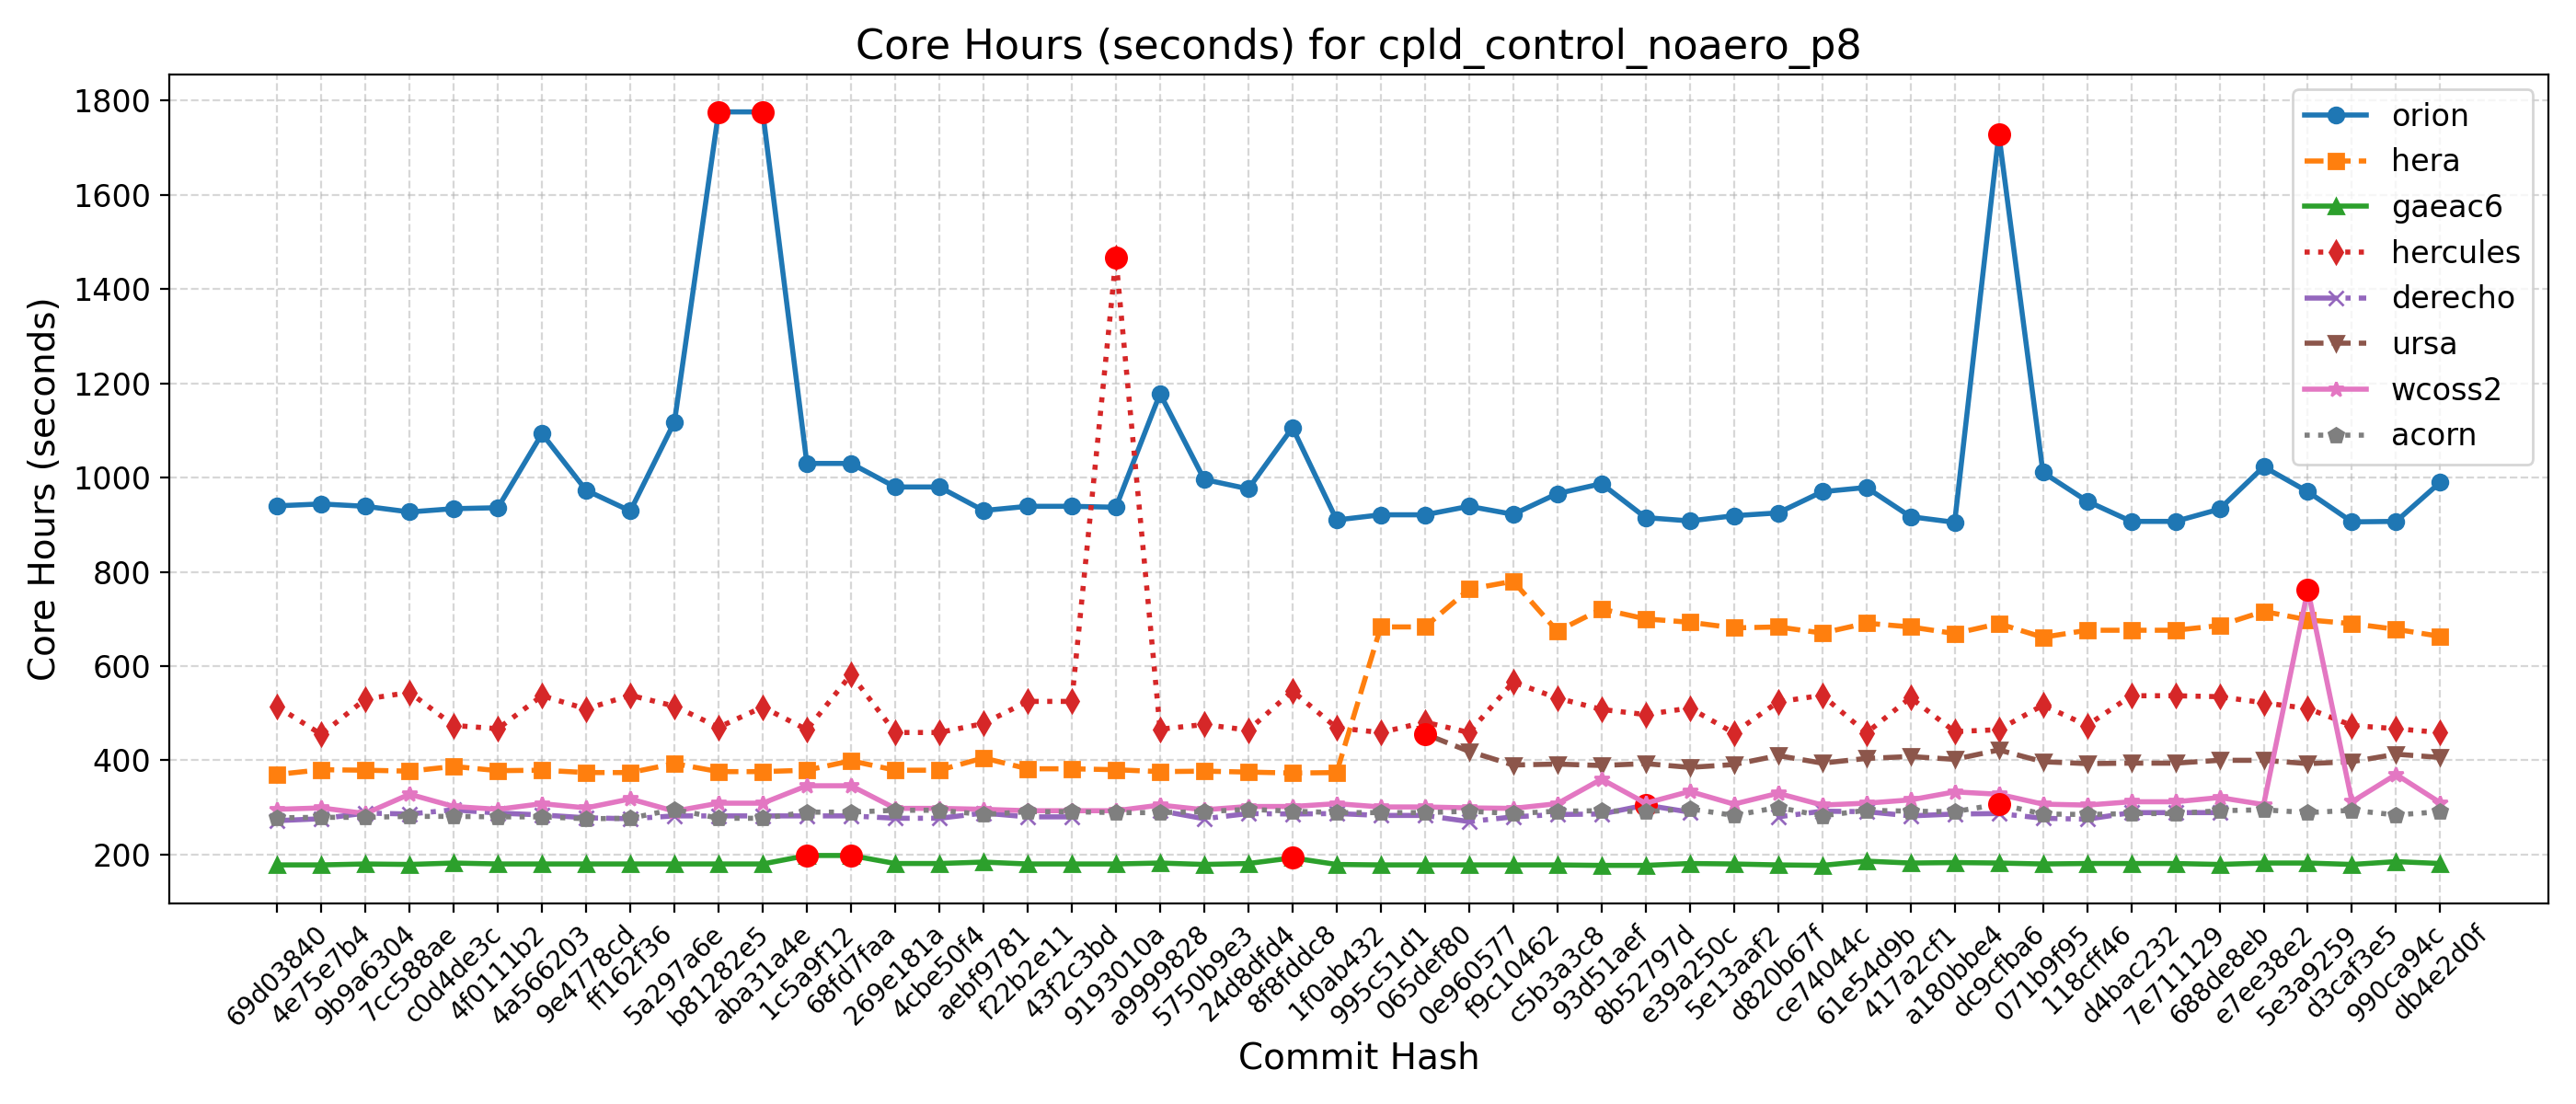 Core Hours (seconds) for cpld_control_noaero_p8
Core Hours (seconds)
1800
1600
1400
1200
1000
800
600
400
200
orion
hera
gaeac6
hercules
derecho
ursa
wcoss2
acorn
69d03840
4e75e7b4
9b9a6304
7cc588ae
c0d4de3c
4f0111b2
4a566203
9e4778cd
ff162f36
5a297a6e
b81282e5
aba31a4e
1c5a9f12
68fd7faa
269e181a
4cbe50f4
aebf9781
f22b2e11
43f2c3bd
9193010a
a9999828
5750b9e3
24d8dfd4
8f8fddc8
1f0ab432
995c51d1
065def80
0e960577
f9c10462
c5b3a3c8
93d51aef
8b52797d
e39a250c
5e13aaf2
d820b67f
ce74044c
61e54d9b
417a2cf1
a180bbe4
dc9cfba6
071b9f95
118cff46
d4bac232
7e711129
688de8eb
e7ee38e2
5e3a9259
d3caf3e5
990ca94c
db4e2d0f
Commit Hash